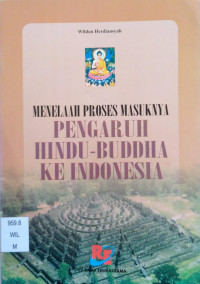 Wildan Herdiansyah
MENELAAH PROSES MASUKNYA
PENGARUH
HINDU-BUDDHA
KE INDONESIA
959.8
WIL
M